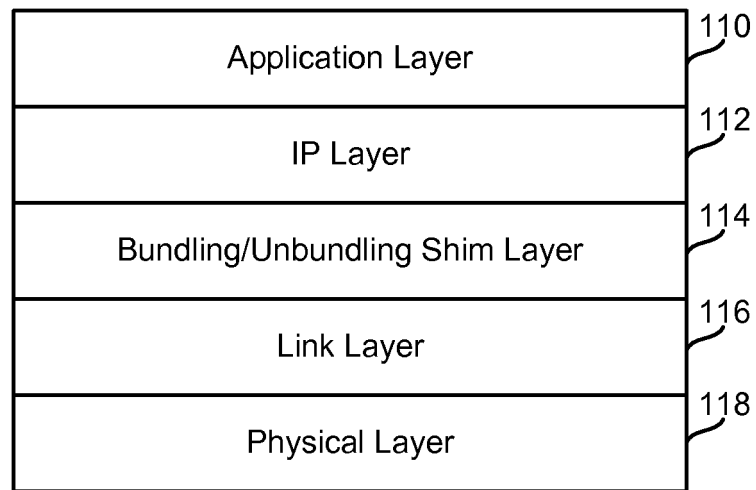 110
Application Layer
112
IP Layer
114
Bundling/Unbundling Shim Layer
116
Link Layer
118
Physical Layer